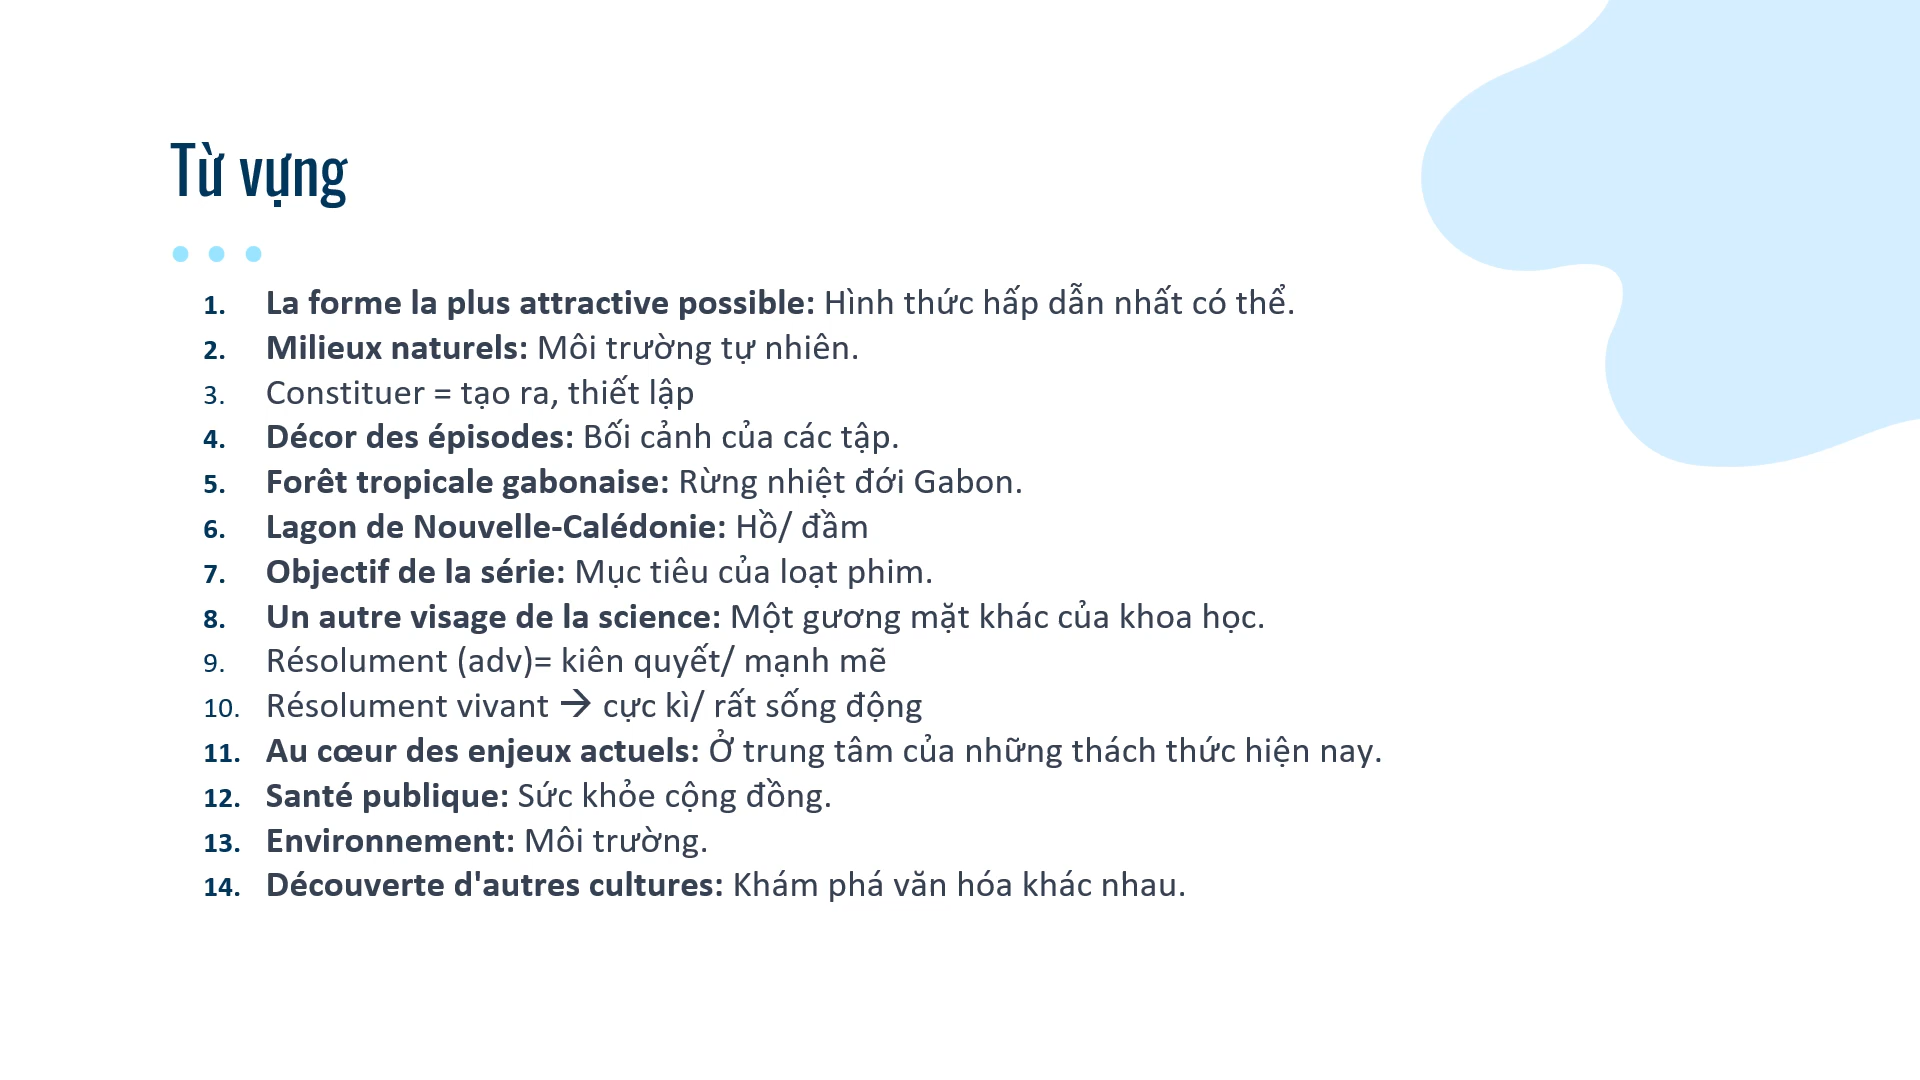 Từ vựng
1. La forme la plus attractive possible: Hình thức hấp dẫn nhất có thể.
2. Milieux naturels: Môi trường tự nhiên.
3. Constituer = tạo ra, thiết lập
4. Décor des épisodes: Bối cảnh của các tập.
5. Forêt tropicale gabonaise: Rừng nhiệt đới Gabon.
6. Lagon de Nouvelle-Calédonie: Hồ/ đầm
7. Objectif de la série: Mục tiêu của loạt phim.
8. Un autre visage de la science: Một gương mặt khác của khoa học.
9. Résolument (adv)= kiên quyết/ mạnh mẽ
10. Résolument vivant → cực kì/ rất sống động
11. Au cœur des enjeux actuels: Ở trung tâm của những thách thức hiện nay.
12. Santé publique: Sức khỏe cộng đồng.
13. Environnement: Môi trường.
14. Découverte d'autres cultures: Khám phá văn hóa khác nhau.